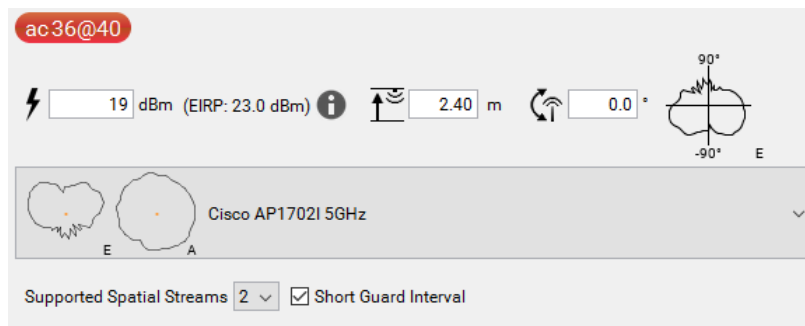 ac36@40
90°
19 dBm (EIRP: 23.0 dBm) i 2.40 m 0.0 °
-90° E
Cisco AP1702I 5GHz
E A
Supported Spatial Streams 2 Short Guard Interval